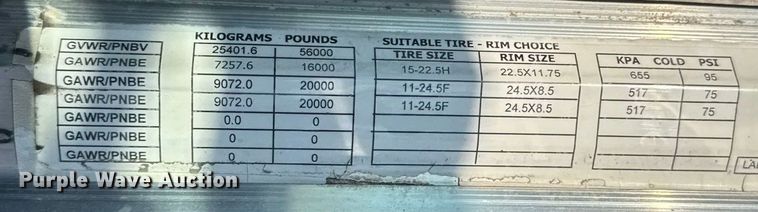 KILOGRAMS POUNDS SUITABLE TIRE - RIM CHOICE
GVWR/PNBV 25401.6 56000 TIRE SIZE RIM SIZE KPA COLD PSI
GAWR/PNBE 7257.6 16000 15-22.5H 22.5X11.75 655 95
GAWR/PNBE 9072.0 20000 11-24.5F 24.5X8.5 517 75
GAWR/PNBE 9072.0 20000 11-24.5F 24.5X8.5 517 75
GAWR/PNBE 0.0 0
GAWR/PNBE 0 0
GAWR/PNBE 0 0
Purple Wave Auction